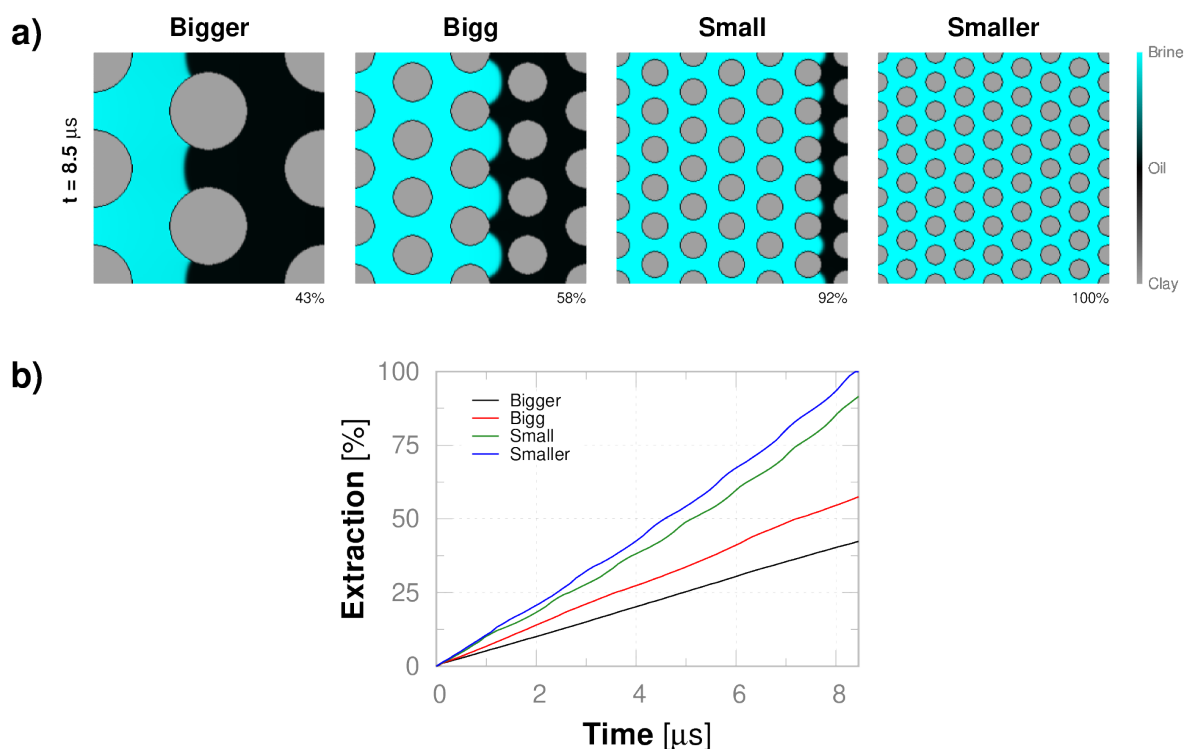 a)
Bigger
Bigg
Small
Smaller
t = 8.5 µs
Brine
Oil
Clay
43%
58%
92%
100%
b)
Extraction [%]
100
75
50
25
0
Bigger
Bigg
Small
Smaller
0 2 4 6 8
Time [µs]